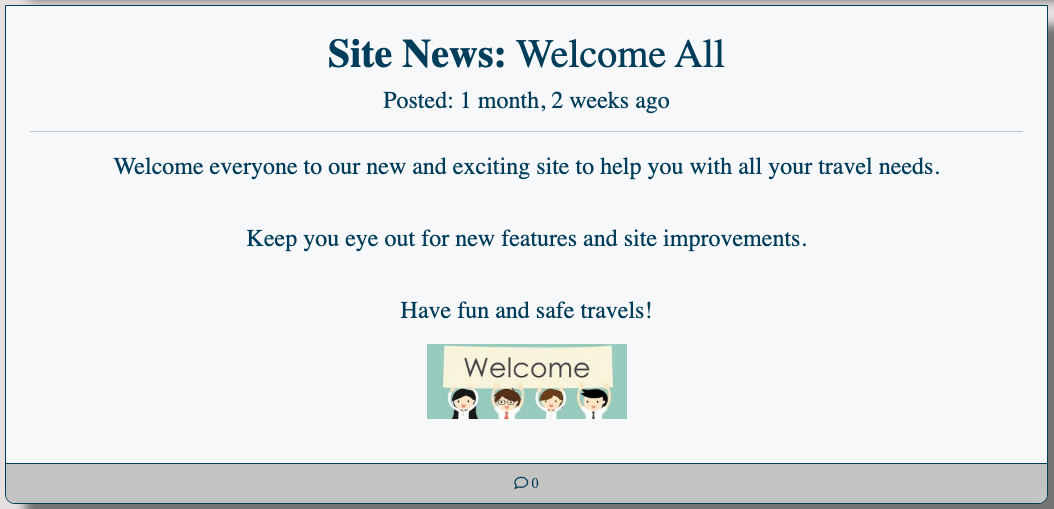 Site News: Welcome All
Posted: 1 month, 2 weeks ago
Welcome everyone to our new and exciting site to help you with all your travel needs.
Keep you eye out for new features and site improvements.
Have fun and safe travels!
Welcome
0